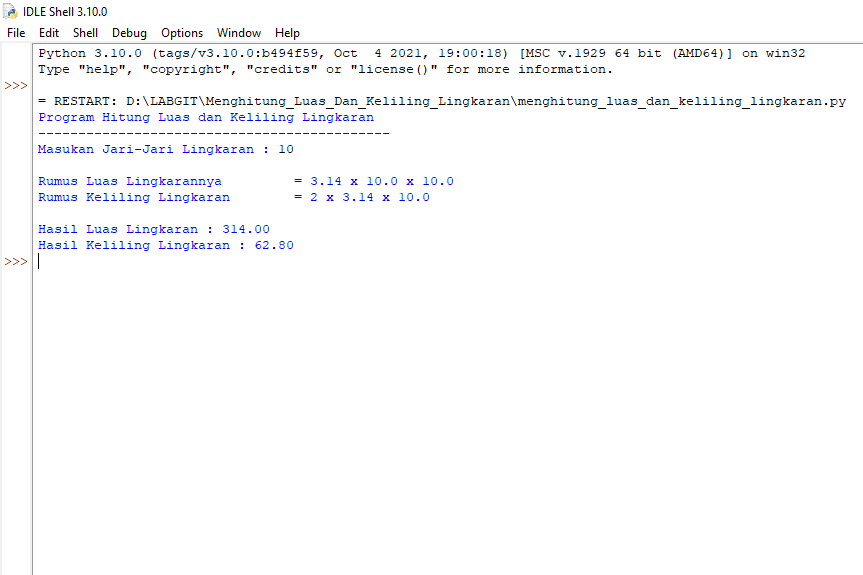 IDLE Shell 3.10.0
File Edit Shell Debug Options Window Help
Python 3.10.0 (tags/v3.10.0:b494f59, Oct  4 2021, 19:00:18) [MSC v.1929 64 bit (AMD64)] on win32
Type "help", "copyright", "credits" or "license()" for more information.
>>>
= RESTART: D:\LABGIT\Menghitung_Luas_Dan_Keliling_Lingkaran\menghitung_luas_dan_keliling_lingkaran.py
Program Hitung Luas dan Keliling Lingkaran
--------------------------------------------
Masukan Jari-Jari Lingkaran : 10
Rumus Luas Lingkarannya         = 3.14 x 10.0 x 10.0
Rumus Keliling Lingkaran        = 2 x 3.14 x 10.0
Hasil Luas Lingkaran : 314.00
Hasil Keliling Lingkaran : 62.80
>>>